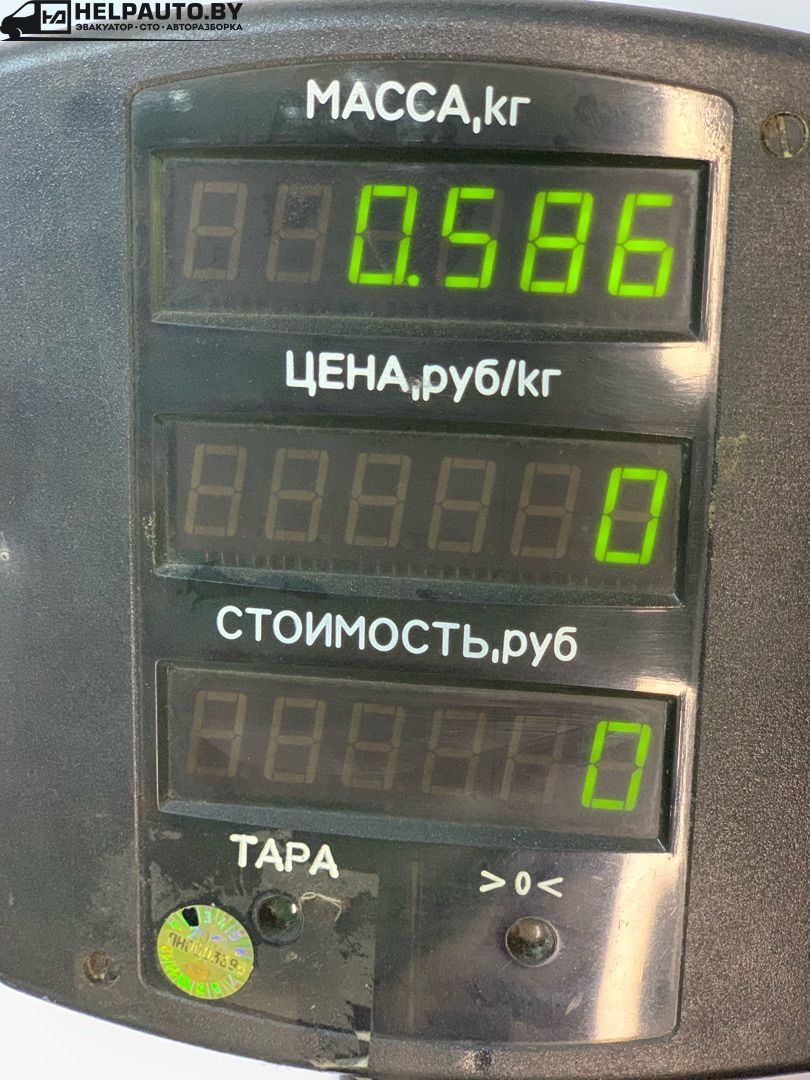 HELPAUTO.BY
ЭВАКУАТОР · СТО · АВТОРАЗБОРКА
МАССА,кг
0.586
ЦЕНА,руб/кг
0
СТОИМОСТЬ,руб
0
ТАРА
>0<